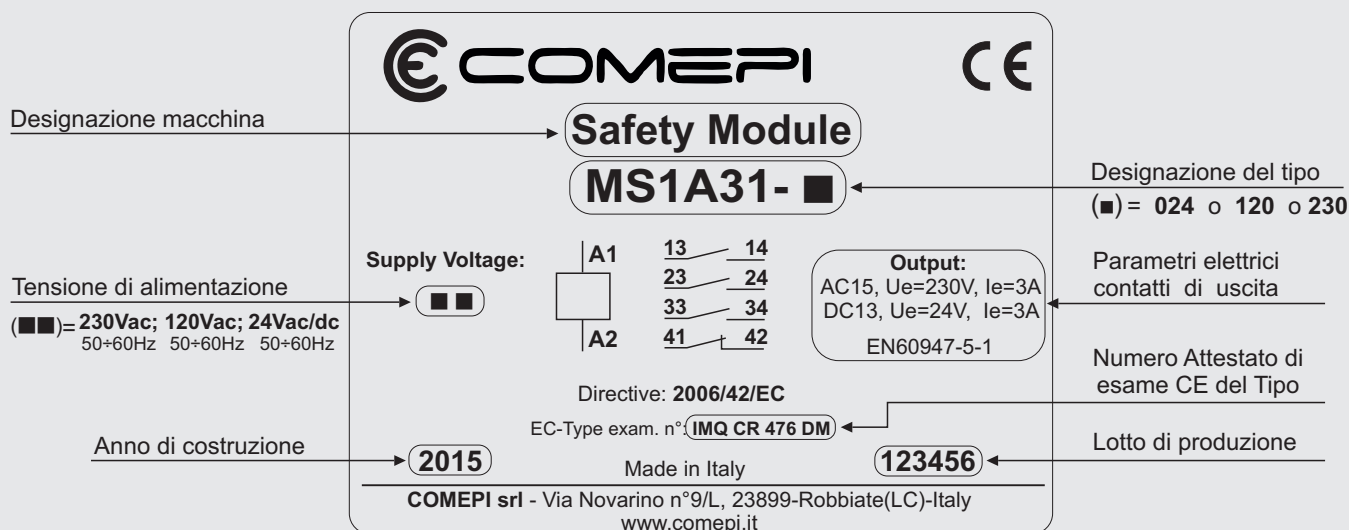 COMEPI CE
Designazione macchina
Safety Module
MS1A31- ■
Designazione del tipo
(■) = 024 o 120 o 230
Supply Voltage:
■ ■
Tensione di alimentazione
(■■)= 230Vac; 120Vac; 24Vac/dc
50÷60Hz 50÷60Hz 50÷60Hz
A1
A2
13 14
23 24
33 34
41 42
Output:
AC15, Ue=230V, Ie=3A
DC13, Ue=24V, Ie=3A
EN60947-5-1
Parametri elettrici
contatti di uscita
Directive: 2006/42/EC
EC-Type exam. n°: IMQ CR 476 DM
Numero Attestato di
esame CE del Tipo
Anno di costruzione
2015
Made in Italy
123456
Lotto di produzione
COMEPI srl - Via Novarino n°9/L, 23899-Robbiate(LC)-Italy
www.comepi.it